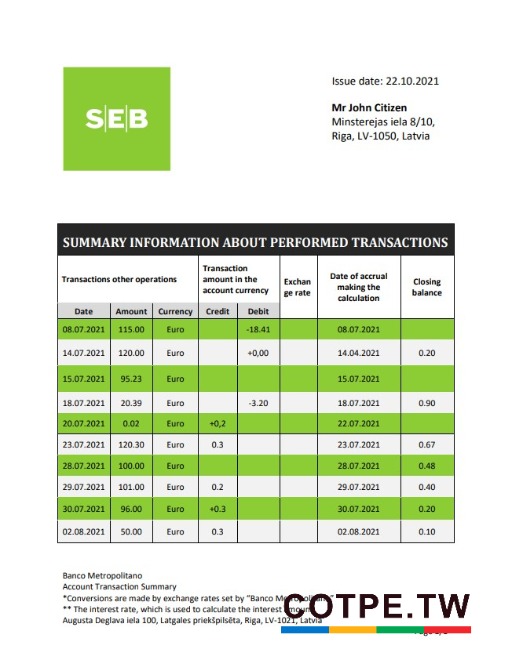 SEB
Issue date: 22.10.2021
Mr John Citizen
Minsterejas iela 8/10,
Riga, LV-1050, Latvia
SUMMARY INFORMATION ABOUT PERFORMED TRANSACTIONS
Transactions other operations
Transaction amount in the account currency
Exchan ge rate
Date of accrual making the calculation
Closing balance
Date Amount Currency Credit Debit
08.07.2021 115.00 Euro -18.41 08.07.2021
14.07.2021 120.00 Euro +0,00 14.04.2021 0.20
15.07.2021 95.23 Euro 15.07.2021
18.07.2021 20.39 Euro -3.20 18.07.2021 0.90
20.07.2021 0.02 Euro +0,2 22.07.2021
23.07.2021 120.30 Euro 0.3 23.07.2021 0.67
28.07.2021 100.00 Euro 28.07.2021 0.48
29.07.2021 101.00 Euro 0.2 29.07.2021 0.40
30.07.2021 96.00 Euro +0.3 30.07.2021 0.20
02.08.2021 50.00 Euro 0.3 02.08.2021 0.10
Banco Metropolitano
Account Transaction Summary
*Conversions are made by exchange rates set by "Banco
** The interest rate, which is used to calculate the interest
Augusta Deglava iela 100, Latgales priekšpilsēta, Riga, LV-1021, Latvia
COTPE.TW